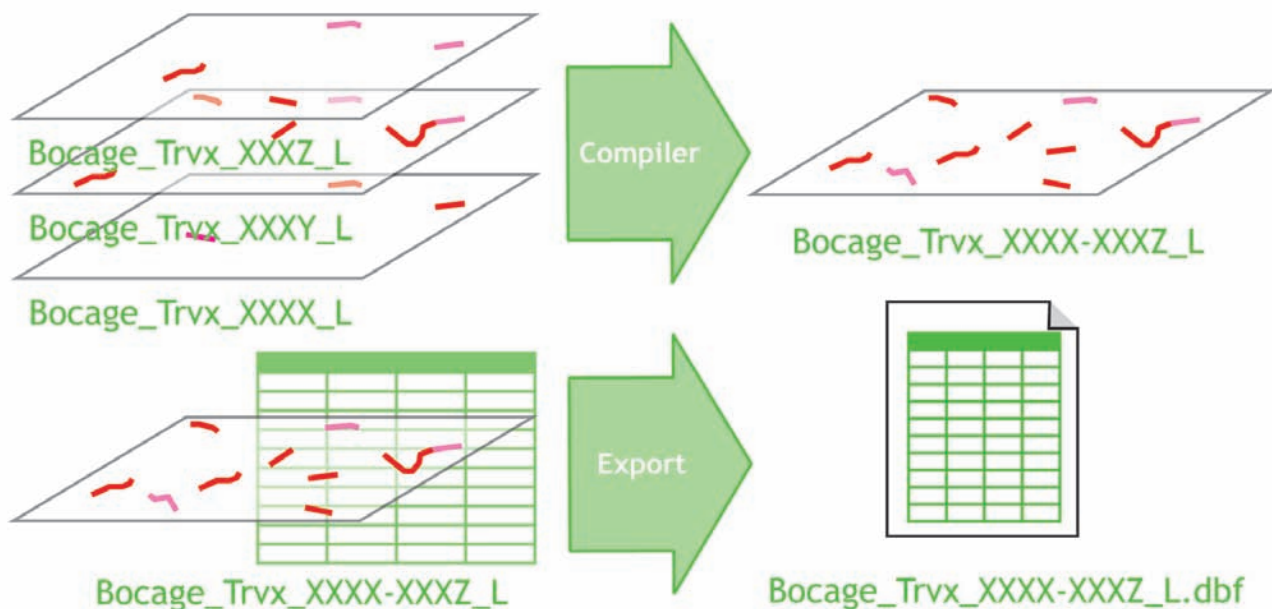 Bocage_Trvx_XXXZ_L
Bocage_Trvx_XXXY_L
Bocage_Trvx_XXXX_L
Compiler
Bocage_Trvx_XXXX-XXXZ_L
Bocage_Trvx_XXXX-XXXZ_L
Export
Bocage_Trvx_XXXX-XXXZ_L.dbf